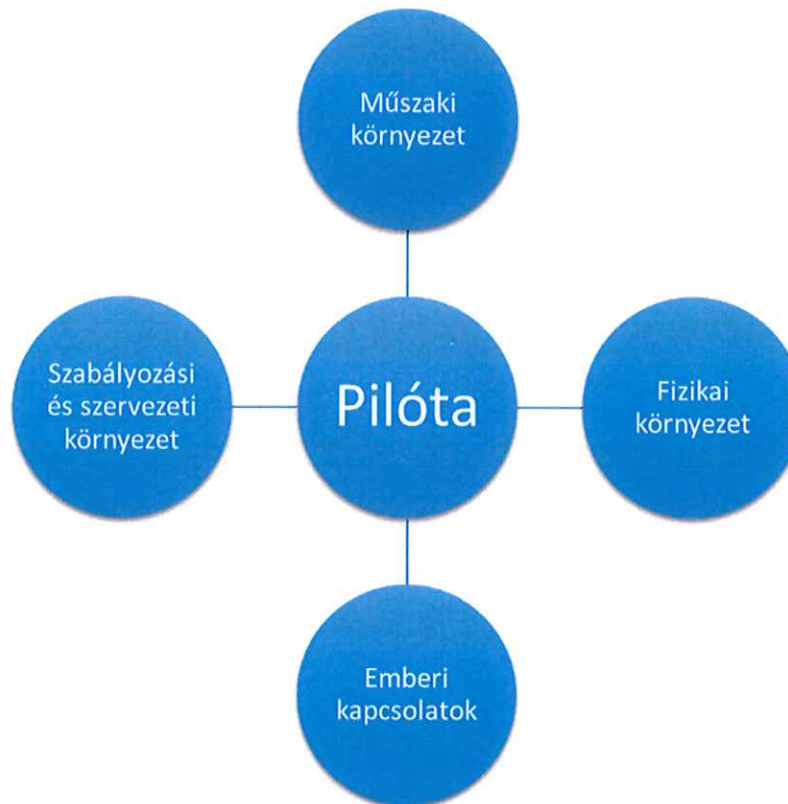 Műszaki
környezet
Szabályozási
és szervezeti
környezet
Pilóta
Fizikai
környezet
Emberi
kapcsolatok